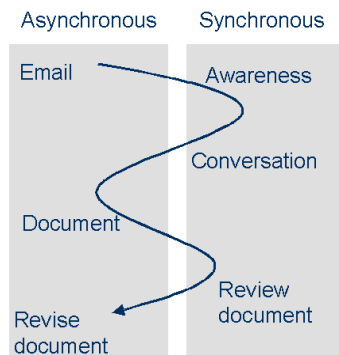 Asynchronous Synchronous
Email
Awareness
Conversation
Document
Review
document
Revise
document